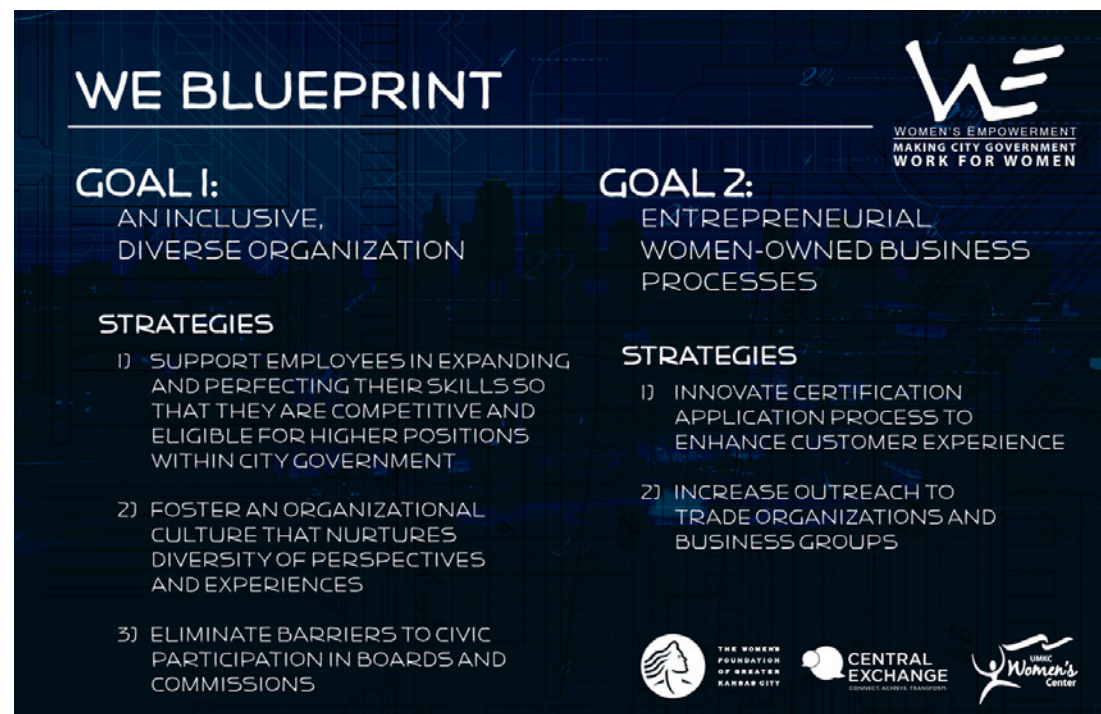 WE BLUEPRINT
WE
WOMEN'S EMPOWERMENT
MAKING CITY GOVERNMENT
WORK FOR WOMEN
GOAL 1:
AN INCLUSIVE,
DIVERSE ORGANIZATION
STRATEGIES
1) SUPPORT EMPLOYEES IN EXPANDING
AND PERFECTING THEIR SKILLS SO
THAT THEY ARE COMPETITIVE AND
ELIGIBLE FOR HIGHER POSITIONS
WITHIN CITY GOVERNMENT
2) FOSTER AN ORGANIZATIONAL
CULTURE THAT NURTURES
DIVERSITY OF PERSPECTIVES
AND EXPERIENCES
3) ELIMINATE BARRIERS TO CIVIC
PARTICIPATION IN BOARDS AND
COMMISSIONS
GOAL 2:
ENTREPRENEURIAL
WOMEN-OWNED BUSINESS
PROCESSES
STRATEGIES
1) INNOVATE CERTIFICATION
APPLICATION PROCESS TO
ENHANCE CUSTOMER EXPERIENCE
2) INCREASE OUTREACH TO
TRADE ORGANIZATIONS AND
BUSINESS GROUPS
THE WOMEN'S
FOUNDATION
OF GREATER
KANSAS CITY
CENTRAL
EXCHANGE
CONNECT. ACHIEVE. TRANSFORM.
UMKC
Women's
Center